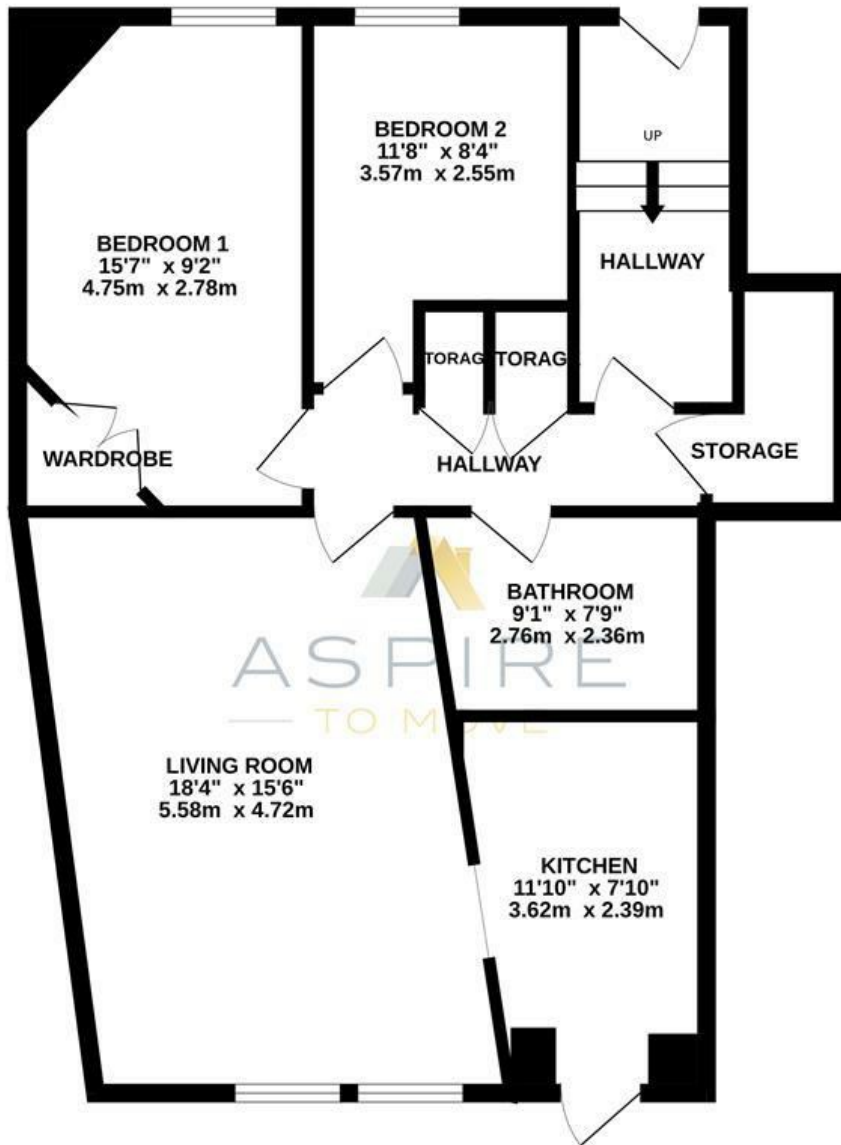 BEDROOM 2
11'8" x 8'4"
3.57m x 2.55m
UP
BEDROOM 1
15'7" x 9'2"
4.75m x 2.78m
HALLWAY
TORAG
TORAGE
WARDROBE
HALLWAY
STORAGE
BATHROOM
9'1" x 7'9"
2.76m x 2.36m
ASPIRE
TO MOVE
LIVING ROOM
18'4" x 15'6"
5.58m x 4.72m
KITCHEN
11'10" x 7'10"
3.62m x 2.39m